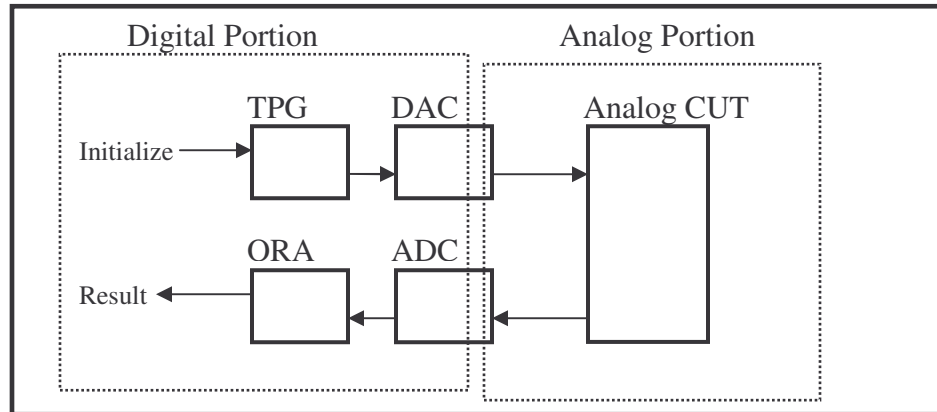 Digital Portion
Analog Portion
TPG
DAC
Analog CUT
Initialize
ORA
ADC
Result